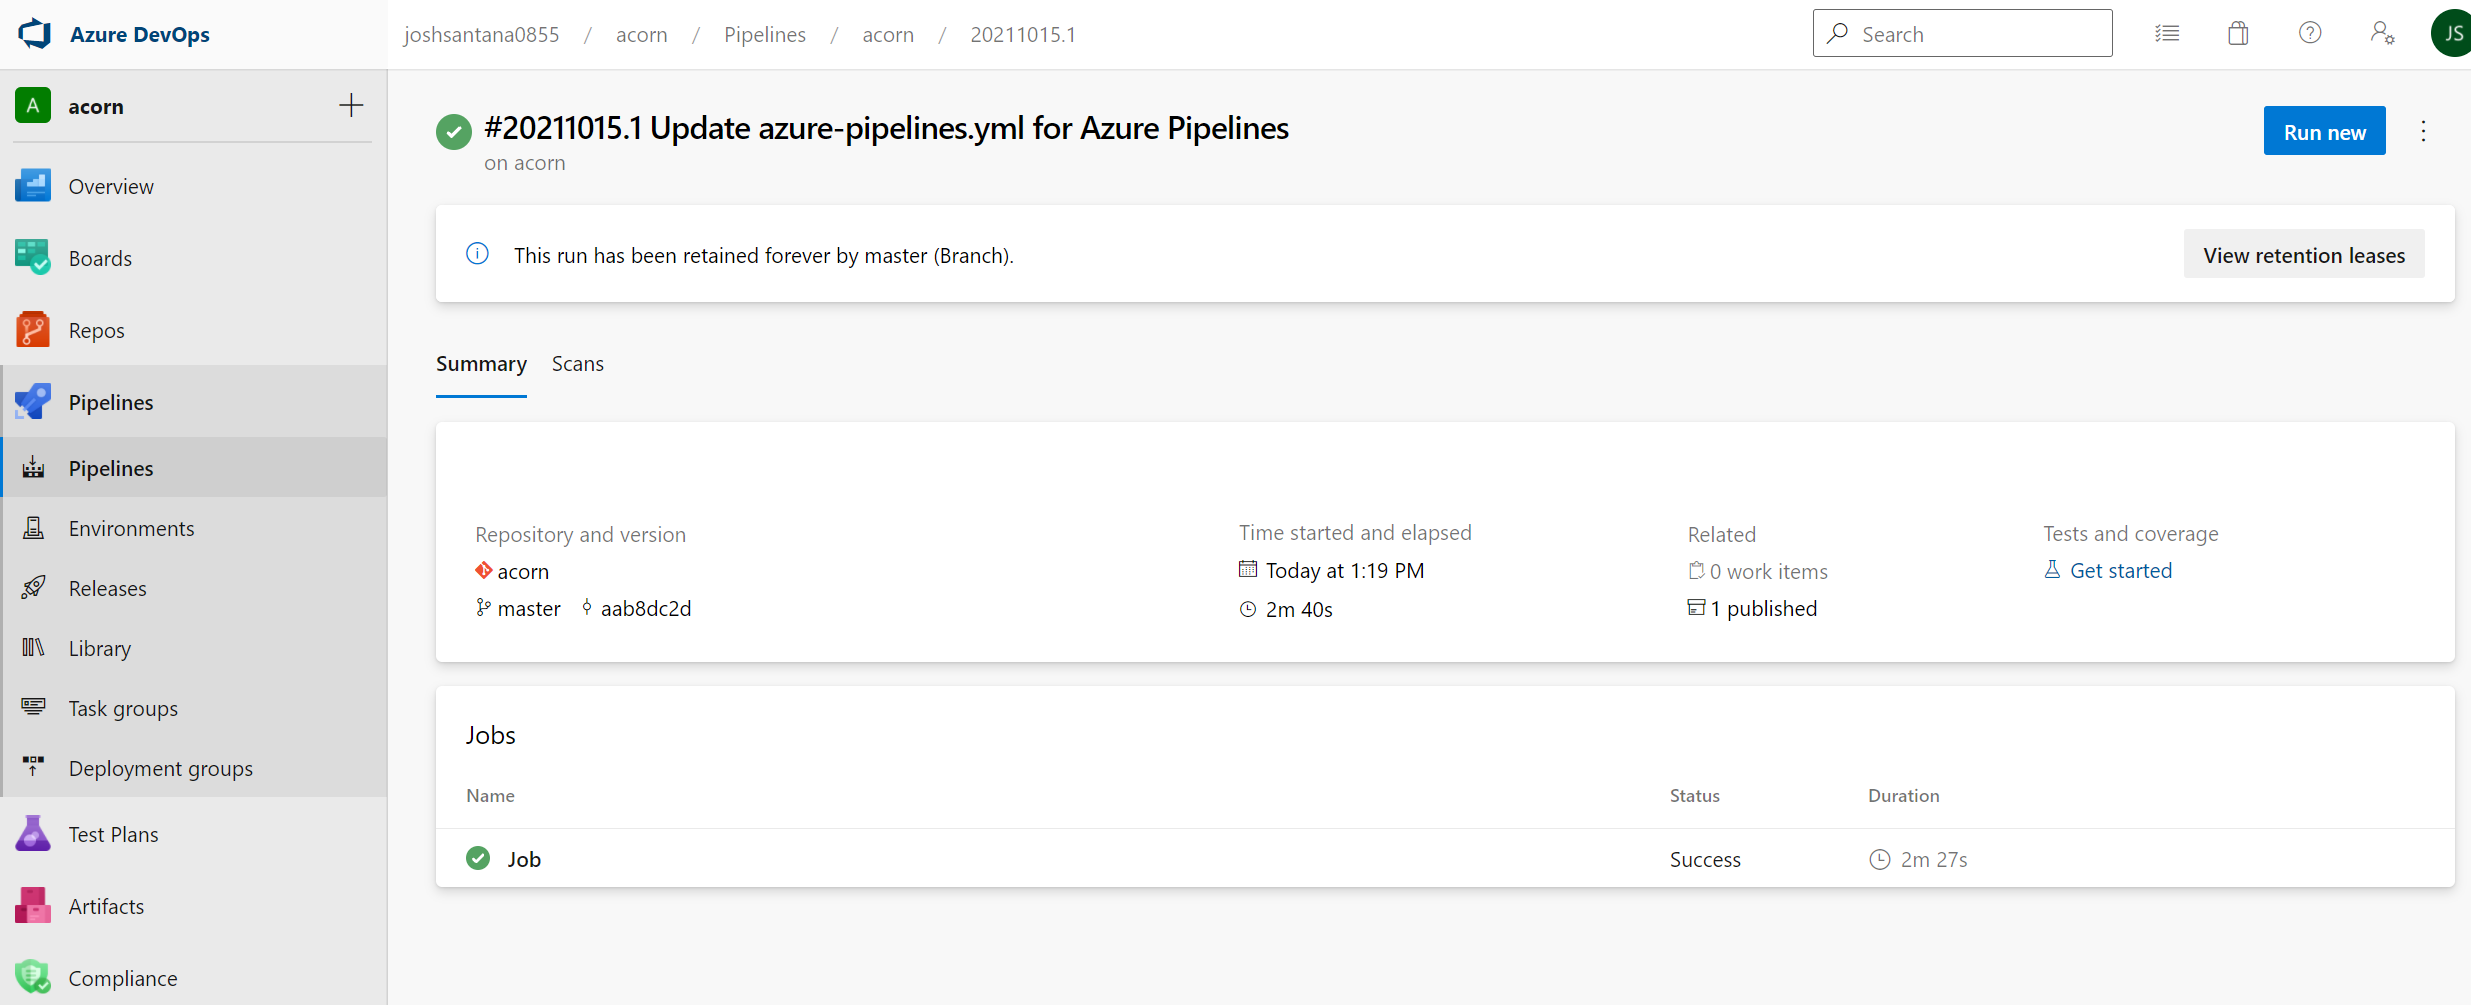 Azure DevOps
joshsantana0855 / acorn / Pipelines / acorn / 20211015.1
Search
JS
A acorn
Overview
Boards
Repos
Pipelines
Pipelines
Environments
Releases
Library
Task groups
Deployment groups
Test Plans
Artifacts
Compliance
#20211015.1 Update azure-pipelines.yml for Azure Pipelines
on acorn
Run new
This run has been retained forever by master (Branch).
View retention leases
Summary Scans
Repository and version
acorn
master aab8dc2d
Time started and elapsed
Today at 1:19 PM
2m 40s
Related
0 work items
1 published
Tests and coverage
Get started
Jobs
Name Status Duration
Job Success 2m 27s